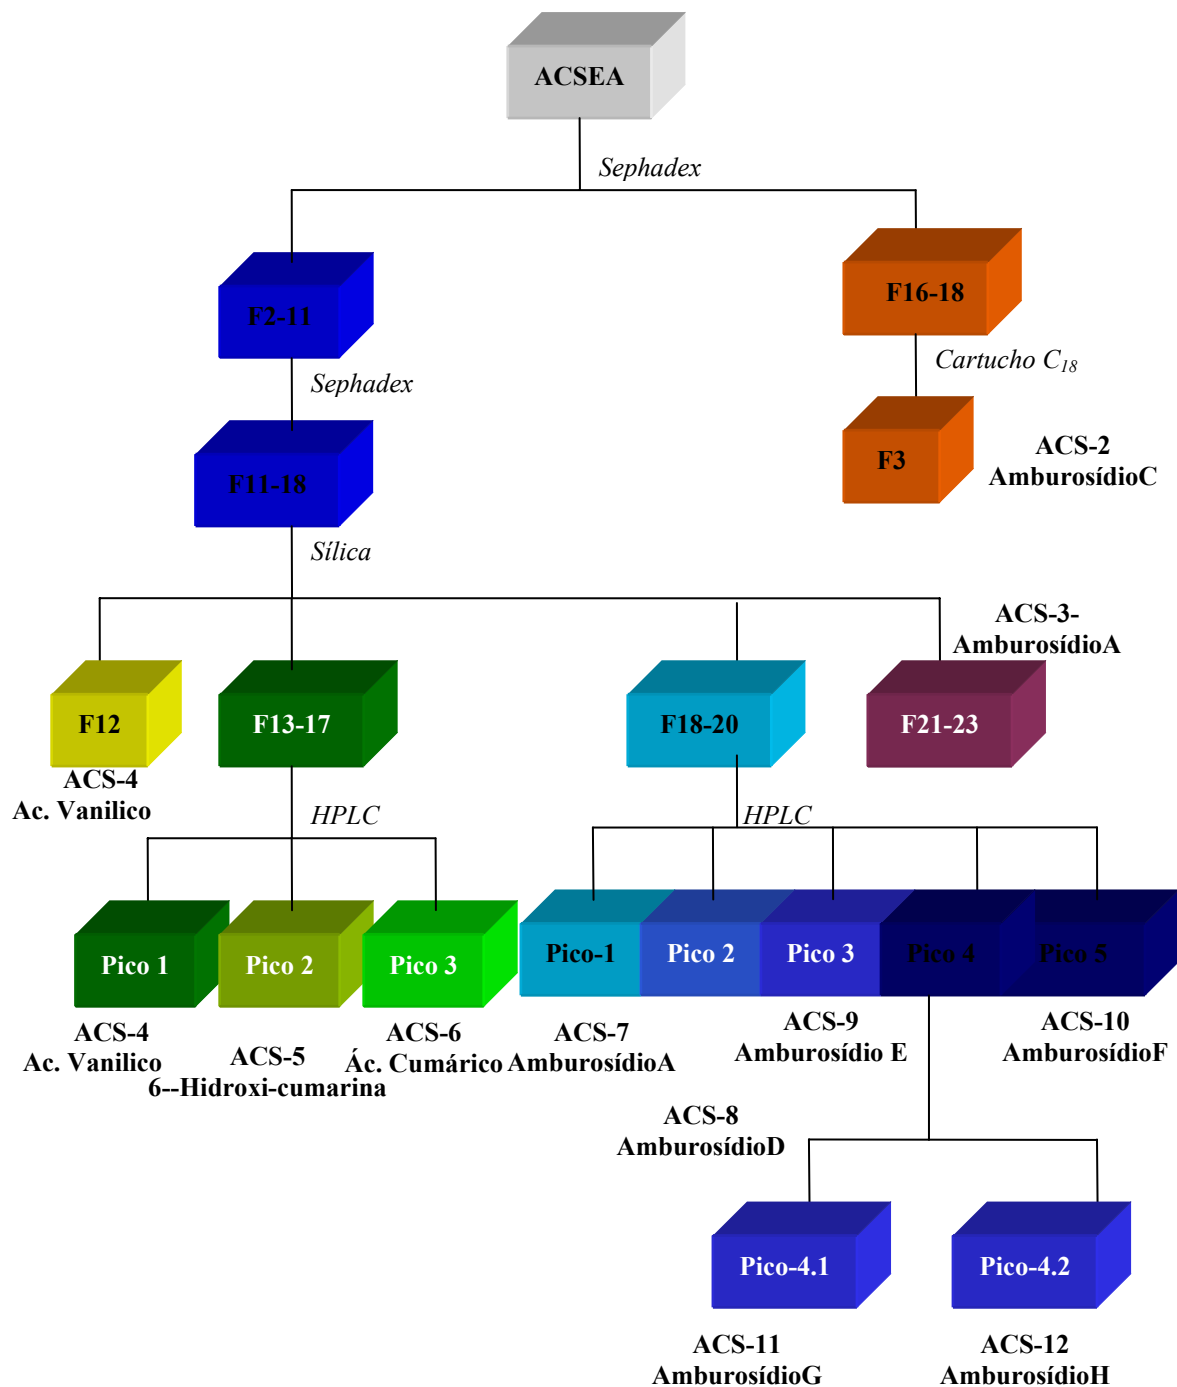 ACSEA
Sephadex
F2-11
F16-18
Sephadex
Cartucho C18
F11-18
F3
ACS-2
AmburosídioC
Sílica
ACS-3-
AmburosídioA
F12
F13-17
F18-20
F21-23
ACS-4
Ac. Vanilico
HPLC
HPLC
Pico 1
Pico 2
Pico 3
Pico-1
Pico 2
Pico 3
Pico 4
Pico 5
ACS-4
Ac. Vanilico
ACS-5
6--Hidroxi-cumarina
ACS-6
Ác. Cumárico
ACS-7
AmburosídioA
ACS-9
Amburosídio E
ACS-10
AmburosídioF
ACS-8
AmburosídioD
Pico-4.1
Pico-4.2
ACS-11
AmburosídioG
ACS-12
AmburosídioH